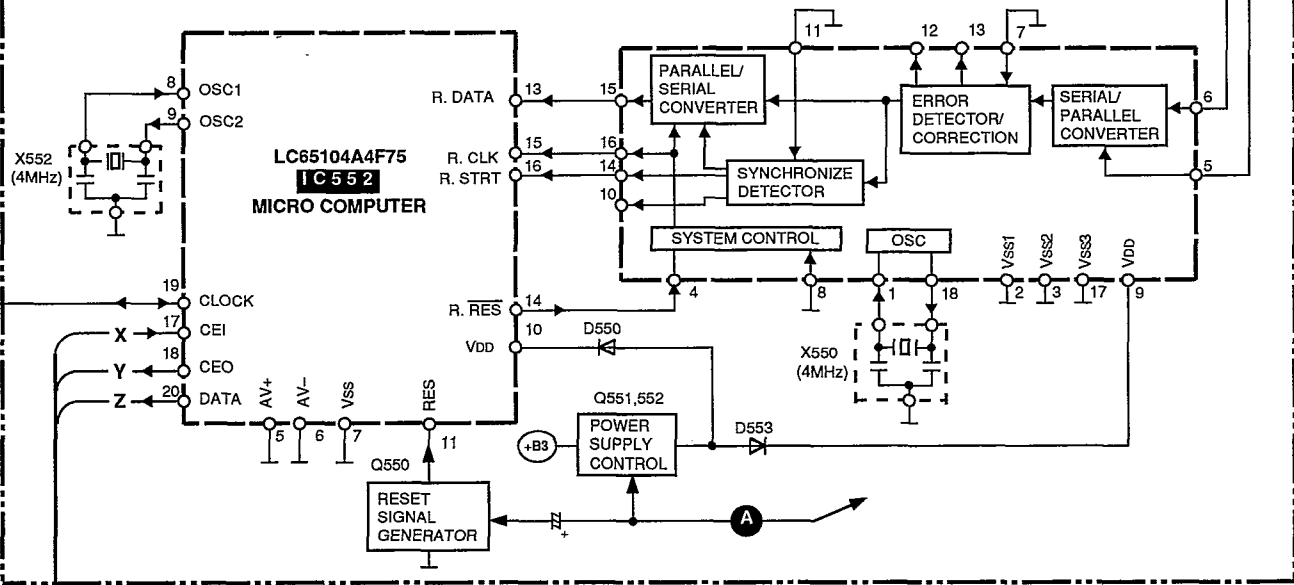 11
12
13
7
8
OSC1
9
OSC2
X552
(4MHz)
LC65104A4F75
IC552
MICRO COMPUTER
R. DATA
13
15
R. CLK
15
16
R. STRT
16
14
10
PARALLEL/
SERIAL
CONVERTER
ERROR
DETECTOR/
CORRECTION
SERIAL/
PARALLEL
CONVERTER
6
5
SYNCHRONIZE
DETECTOR
SYSTEM CONTROL
OSC
VSS1
VSS2
VSS3
VDD
4
8
1
18
2
3
17
9
19
CLOCK
X
17
CEI
Y
18
CEO
Z
20
DATA
R. RES
14
VDD
10
D550
X550
(4MHz)
AV+
AV–
VSS
RES
5
6
7
11
Q551,552
+B3
POWER
SUPPLY
CONTROL
D553
Q550
RESET
SIGNAL
GENERATOR
+
A